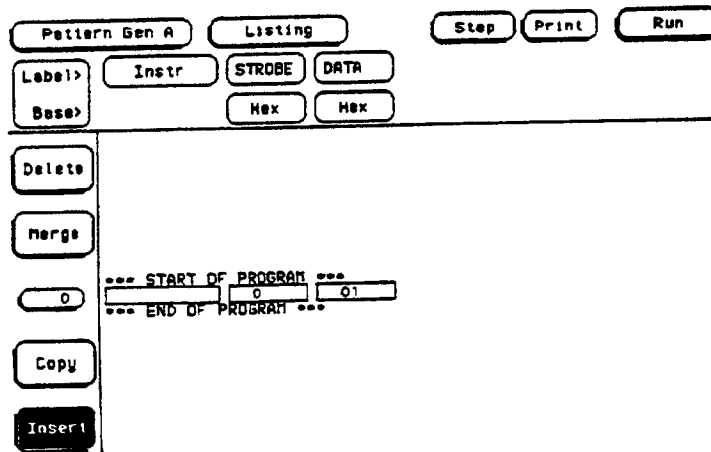 Pattern Gen A Listing Step Print Run
Label> Instr STROBE DATA
Base> Hex Hex
Delete
Merge
*** START OF PROGRAM ***
0 0 01
*** END OF PROGRAM ***
Copy
Insert